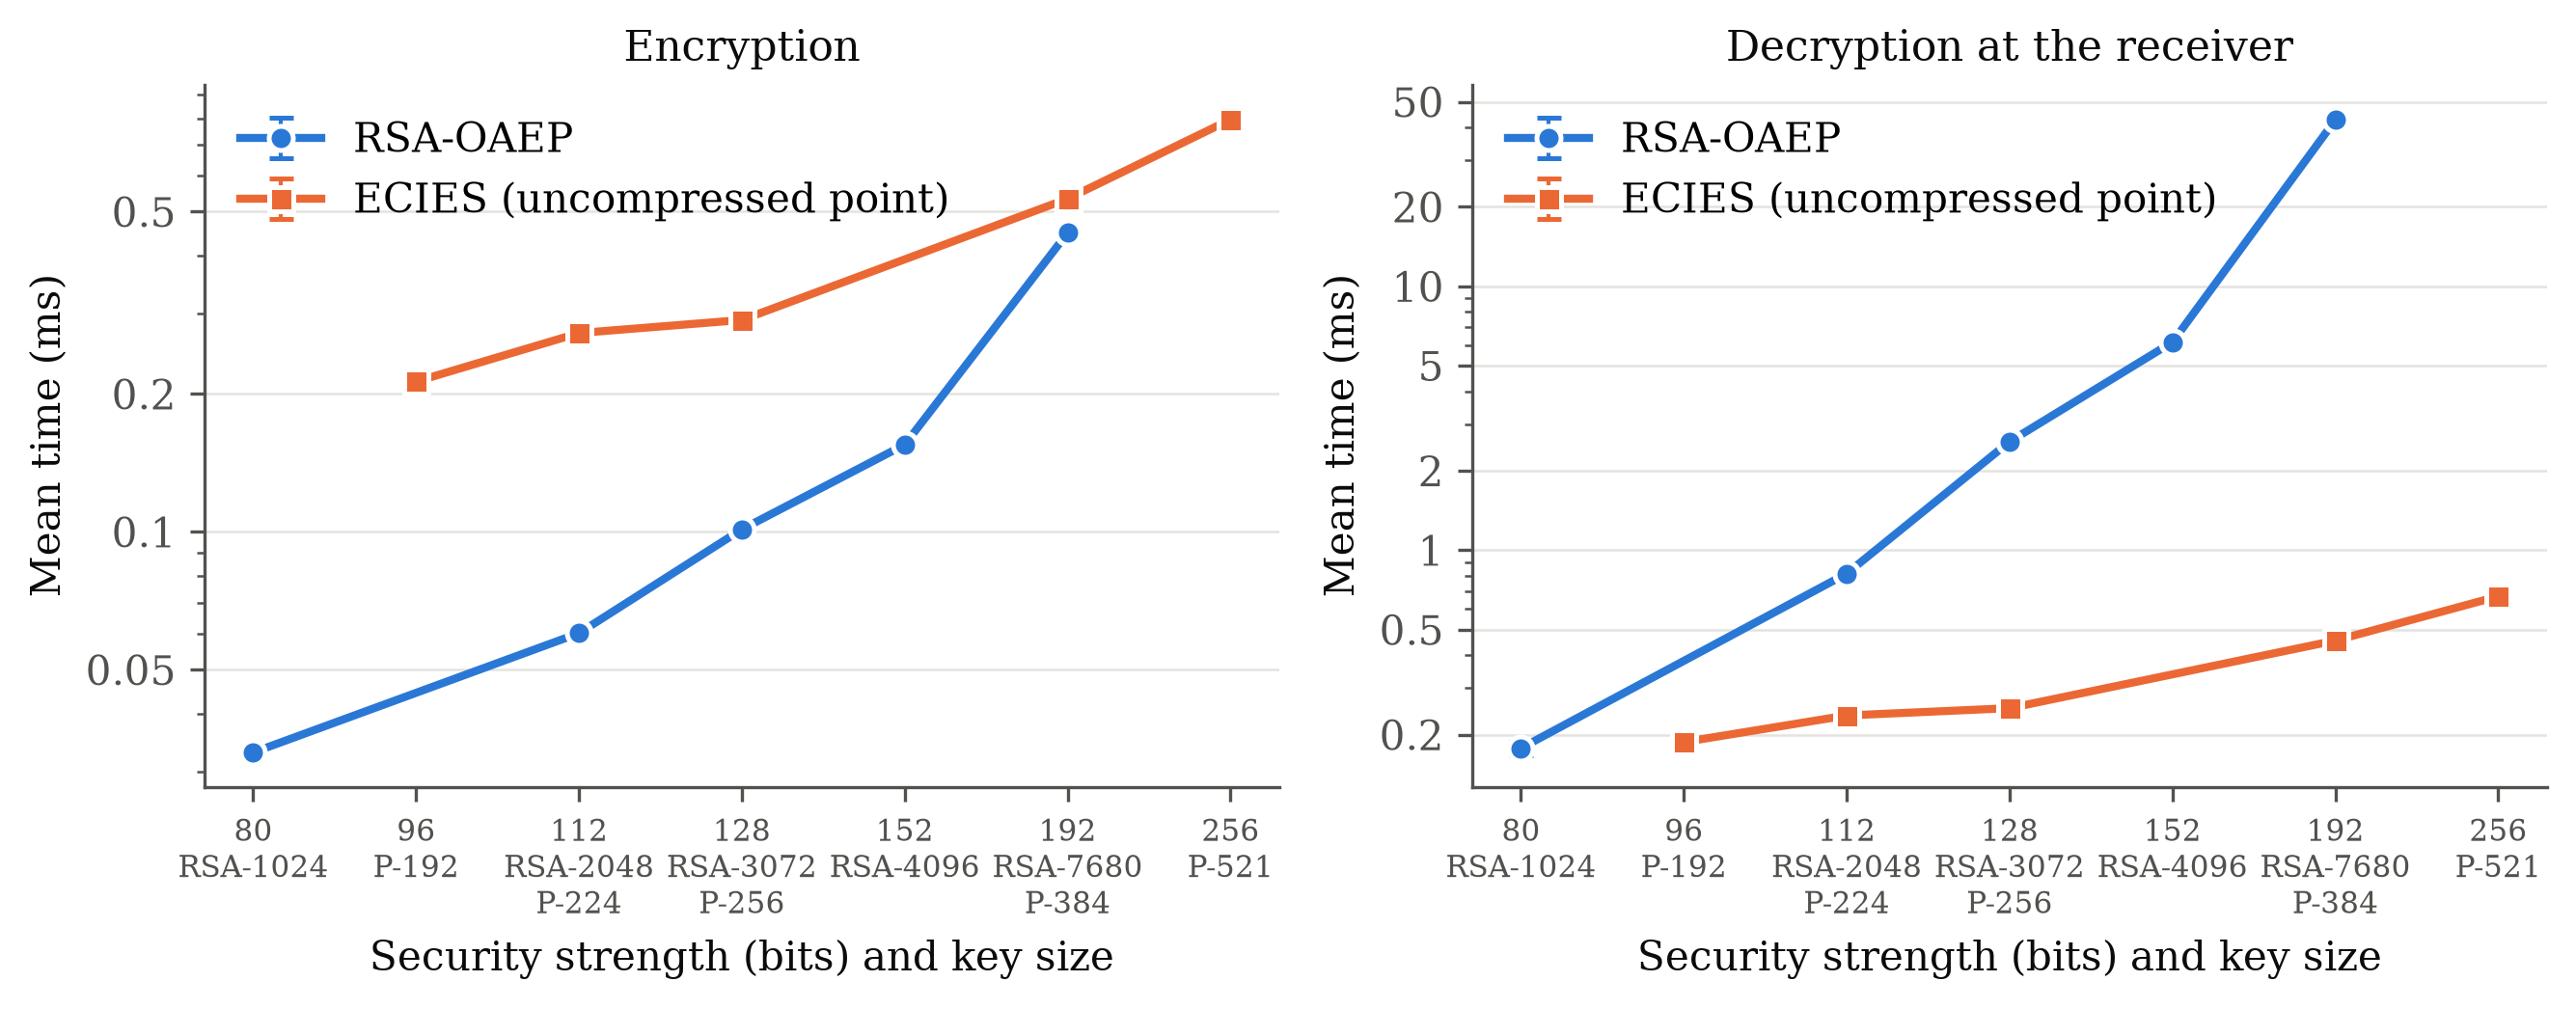 Encryption
RSA-OAEP
ECIES (uncompressed point)
Mean time (ms)
0.5
0.2
0.1
0.05
80 96 112 128 152 192 256
RSA-1024 P-192 RSA-2048 RSA-3072 RSA-4096 RSA-7680 P-521
P-224 P-256 P-384
Security strength (bits) and key size
Decryption at the receiver
RSA-OAEP
ECIES (uncompressed point)
Mean time (ms)
50
20
10
5
2
1
0.5
0.2
80 96 112 128 152 192 256
RSA-1024 P-192 RSA-2048 RSA-3072 RSA-4096 RSA-7680 P-521
P-224 P-256 P-384
Security strength (bits) and key size